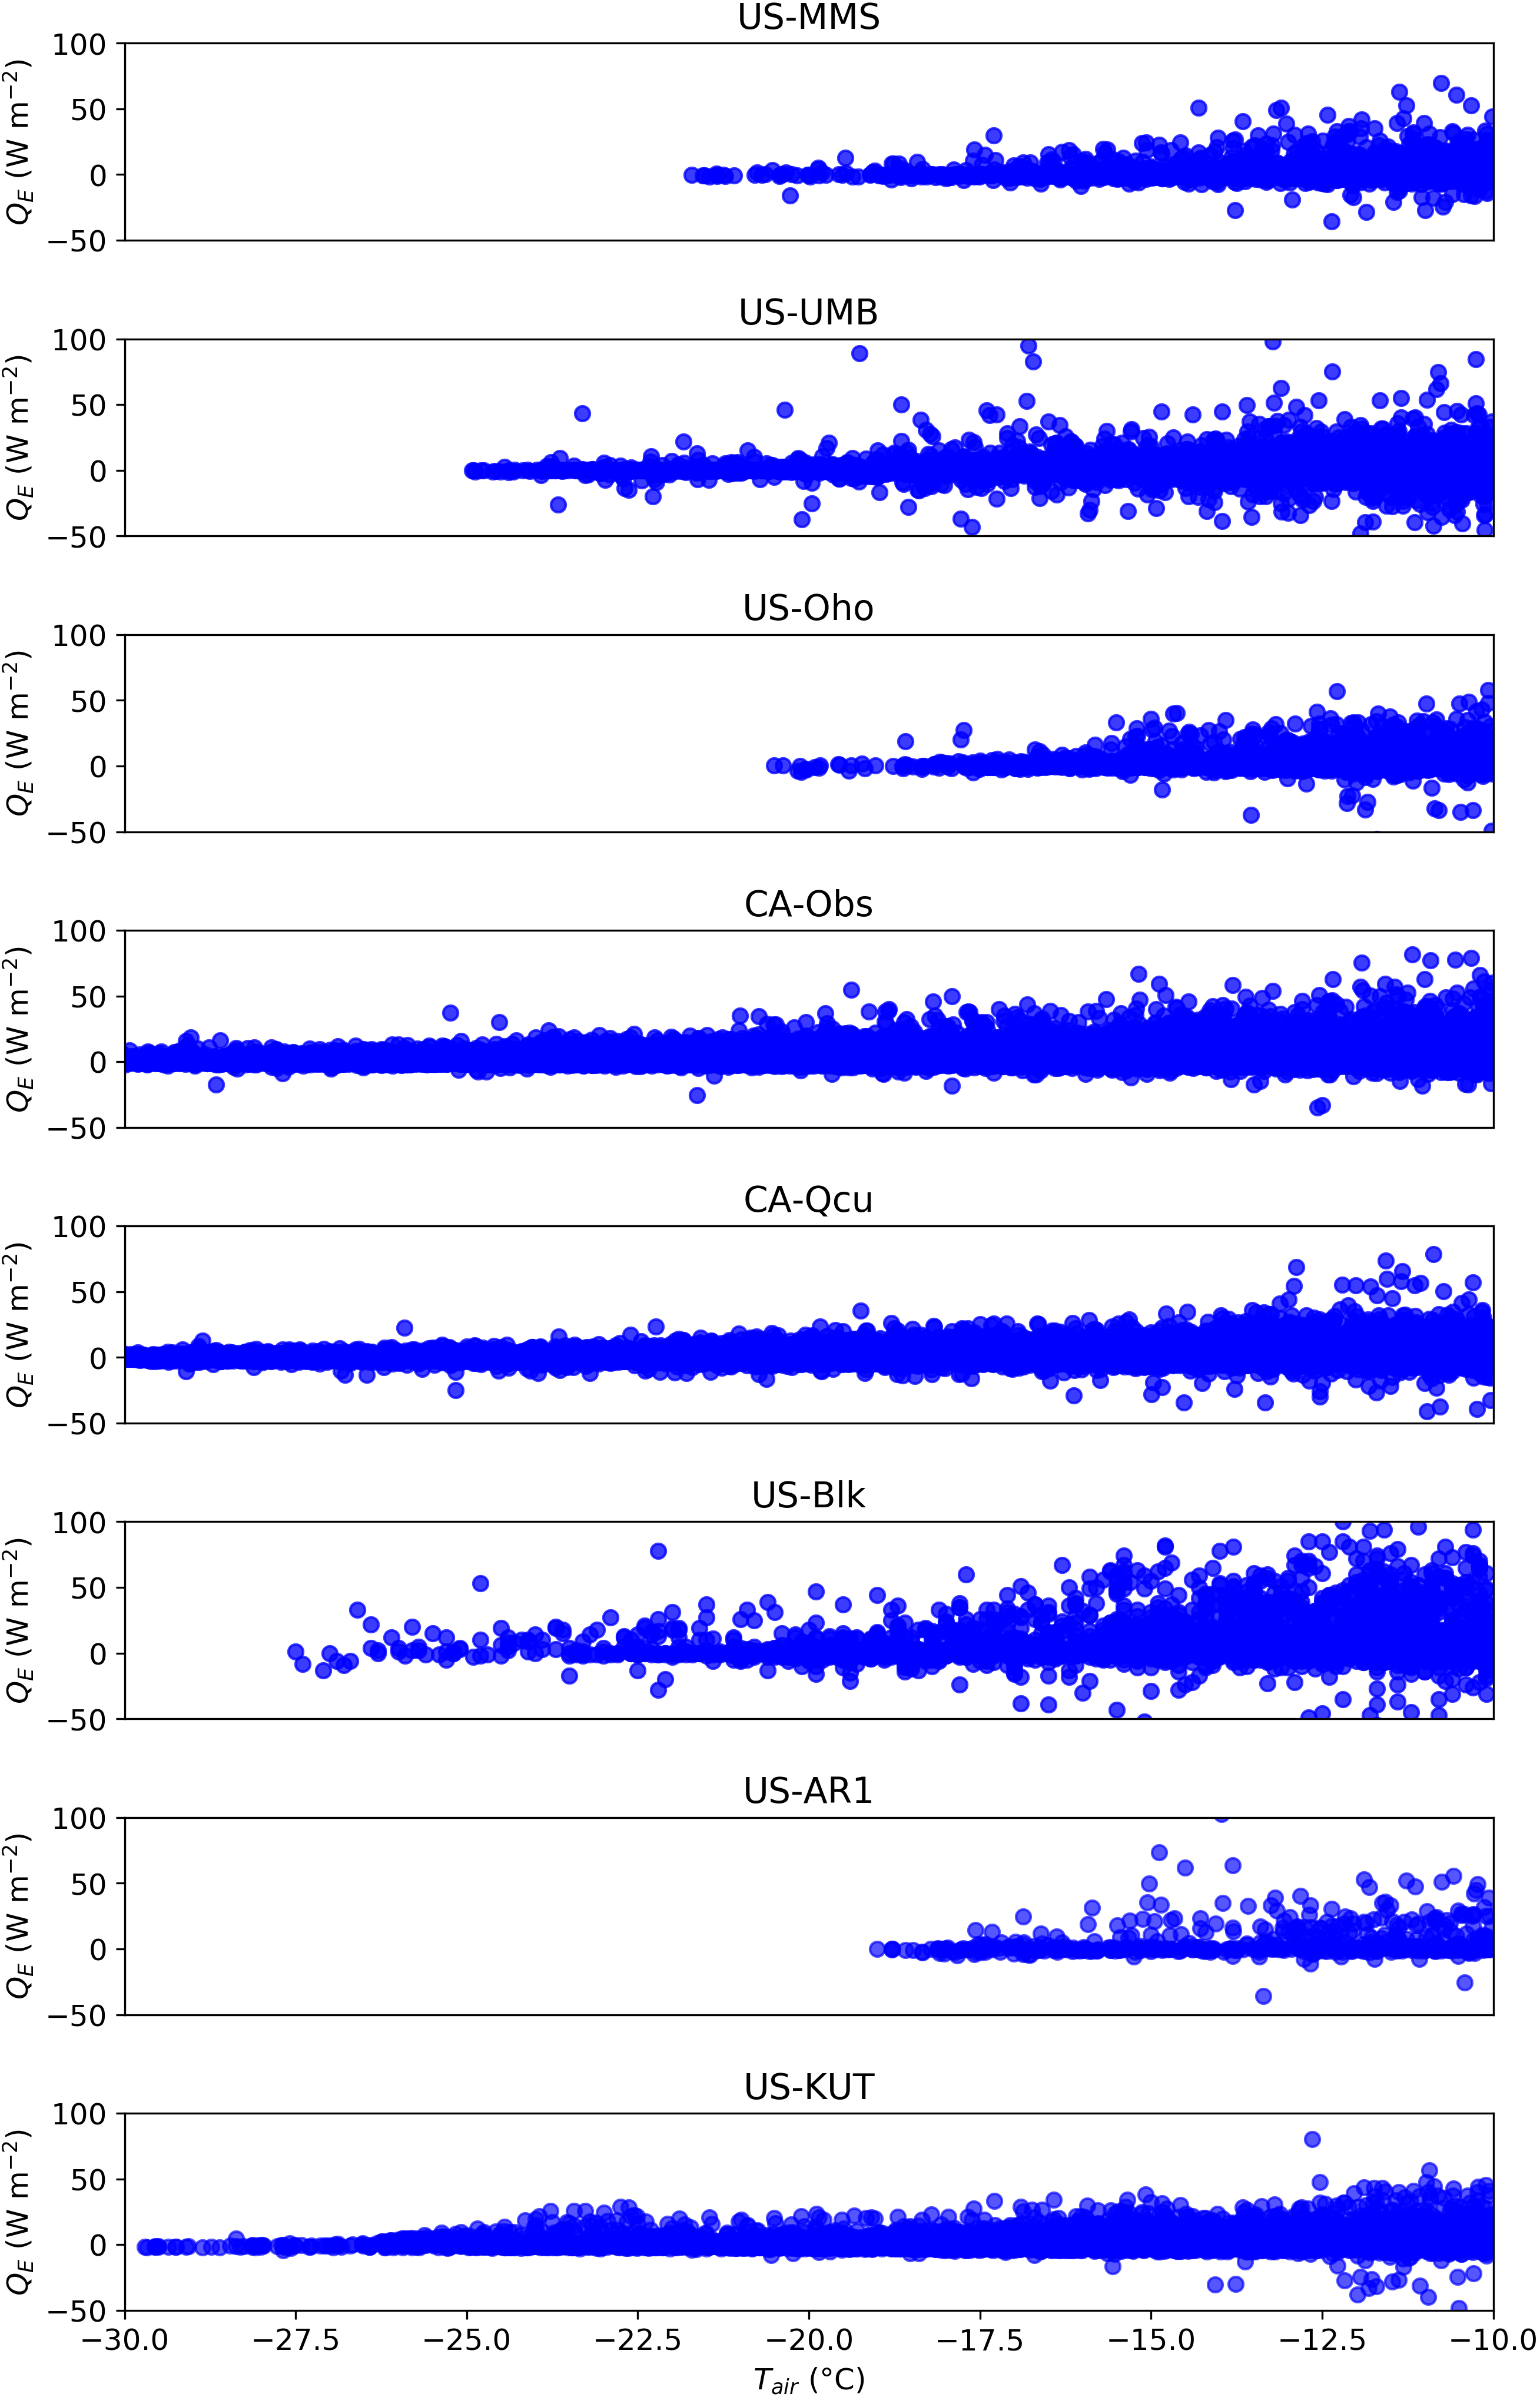 US-MMS
100
50
0
−50
Q_E (W m⁻²)
US-UMB
100
50
0
−50
Q_E (W m⁻²)
US-Oho
100
50
0
−50
Q_E (W m⁻²)
CA-Obs
100
50
0
−50
Q_E (W m⁻²)
CA-Qcu
100
50
0
−50
Q_E (W m⁻²)
US-Blk
100
50
0
−50
Q_E (W m⁻²)
US-AR1
100
50
0
−50
Q_E (W m⁻²)
US-KUT
100
50
0
−50
Q_E (W m⁻²)
−30.0 −27.5 −25.0 −22.5 −20.0 −17.5 −15.0 −12.5 −10.0
T_air (°C)